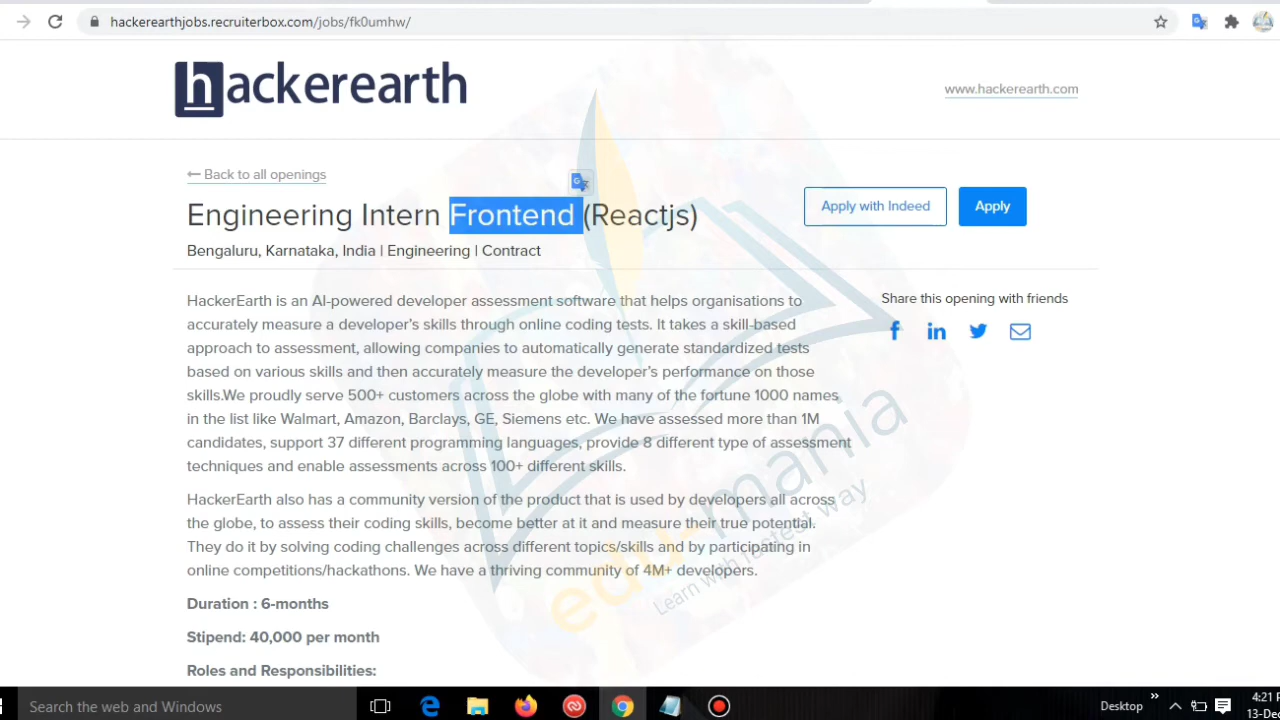 hackerearthjobs.recruiterbox.com/jobs/fk0umhw/
hackerearth
www.hackerearth.com
← Back to all openings
Engineering Intern Frontend (Reactjs)
Apply with Indeed
Apply
Bengaluru, Karnataka, India | Engineering | Contract
HackerEarth is an AI-powered developer assessment software that helps organisations to
accurately measure a developer’s skills through online coding tests. It takes a skill-based
approach to assessment, allowing companies to automatically generate standardized tests
based on various skills and then accurately measure the developer’s performance on those
skills.We proudly serve 500+ customers across the globe with many of the fortune 1000 names
in the list like Walmart, Amazon, Barclays, GE, Siemens etc. We have assessed more than 1M
candidates, support 37 different programming languages, provide 8 different type of assessment
techniques and enable assessments across 100+ different skills.
Share this opening with friends
HackerEarth also has a community version of the product that is used by developers all across
the globe, to assess their coding skills, become better at it and measure their true potential.
They do it by solving coding challenges across different topics/skills and by participating in
online competitions/hackathons. We have a thriving community of 4M+ developers.
edu-mania
Learn with fastest way
Duration : 6-months
Stipend: 40,000 per month
Roles and Responsibilities:
Search the web and Windows
Desktop
4:21 P
13-De